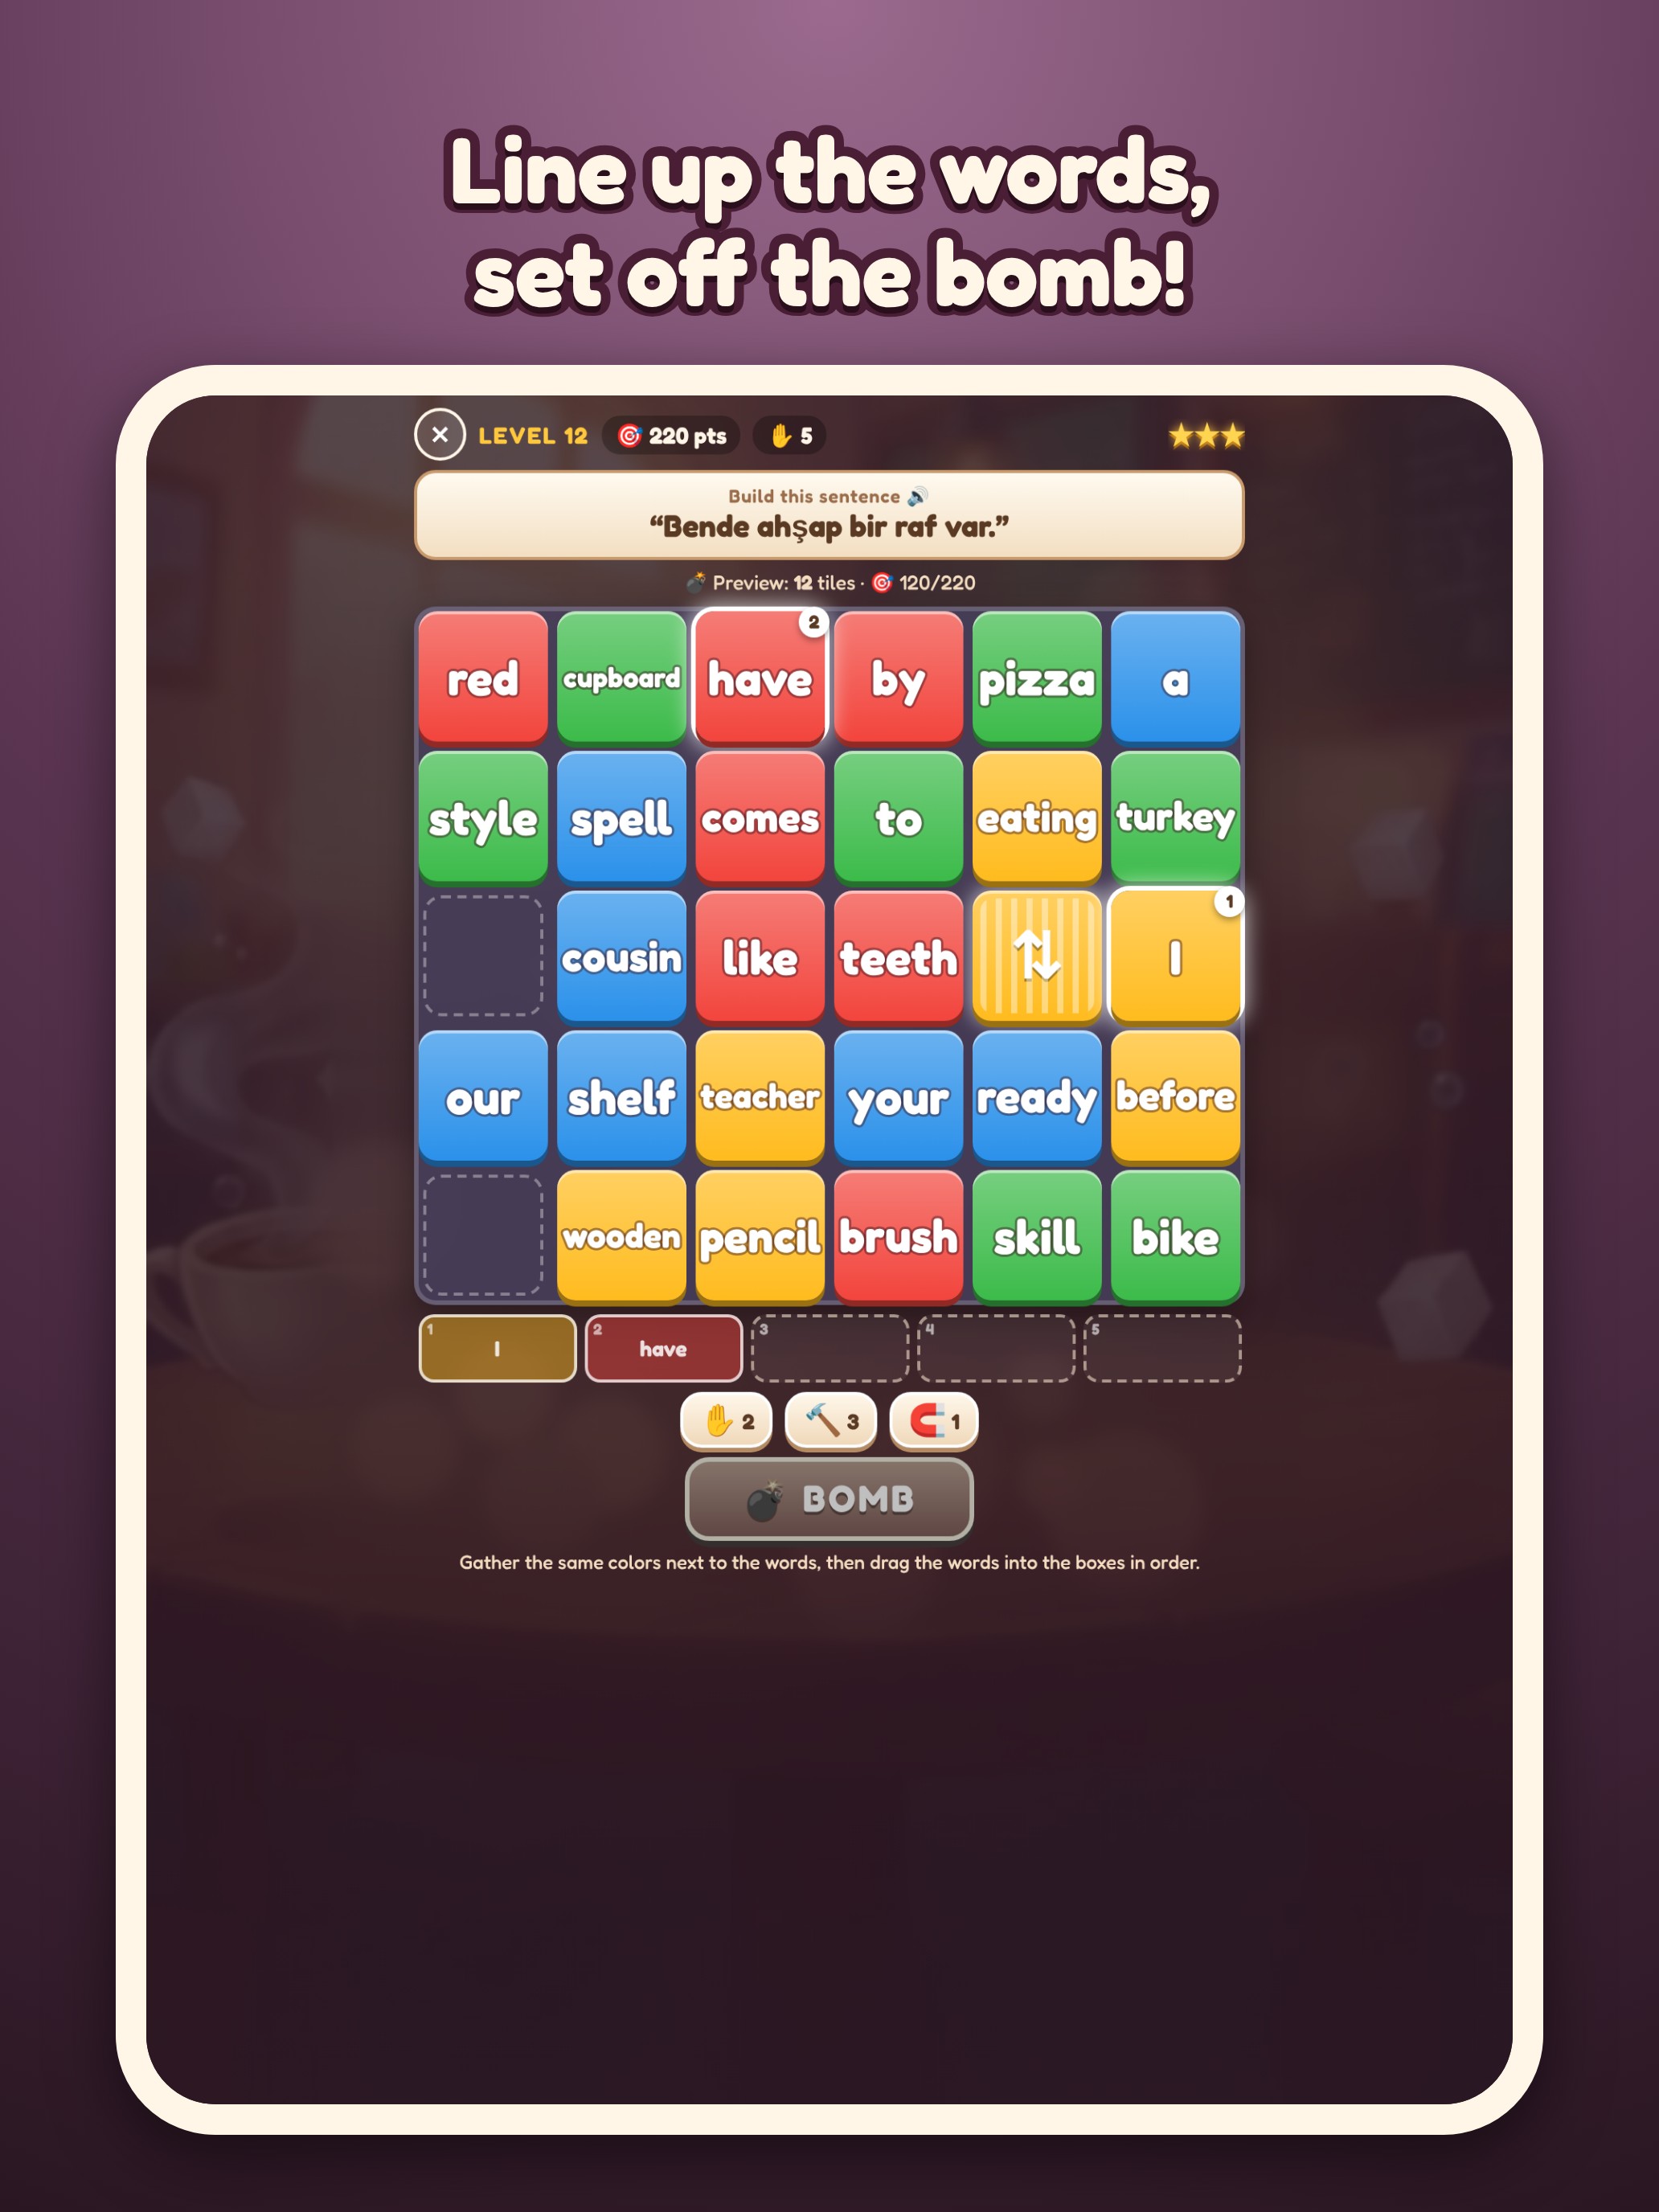 Line up the words,
set off the bomb!
LEVEL 12 220 pts 5
Build this sentence
“Bende ahşap bir raf var.”
Preview: 12 tiles · 120/220
red cupboard have 2 by pizza a
style spell comes to eating turkey
cousin like teeth I 1
our shelf teacher your ready before
wooden pencil brush skill bike
1 I 2 have 3 4 5
2 3 1
BOMB
Gather the same colors next to the words, then drag the words into the boxes in order.